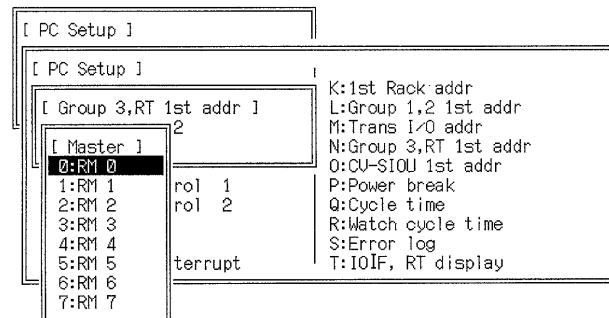 [ PC Setup ]
[ PC Setup ]
[ Group 3,RT 1st addr ]
2
[ Master ]
0:RM 0
1:RM 1
rol 1
2:RM 2
rol 2
3:RM 3
4:RM 4
5:RM 5
terrupt
6:RM 6
7:RM 7
K:1st Rack addr
L:Group 1,2 1st addr
M:Trans I/O addr
N:Group 3,RT 1st addr
O:CV-SIOU 1st addr
P:Power break
Q:Cycle time
R:Watch cycle time
S:Error log
T:IOIF, RT display